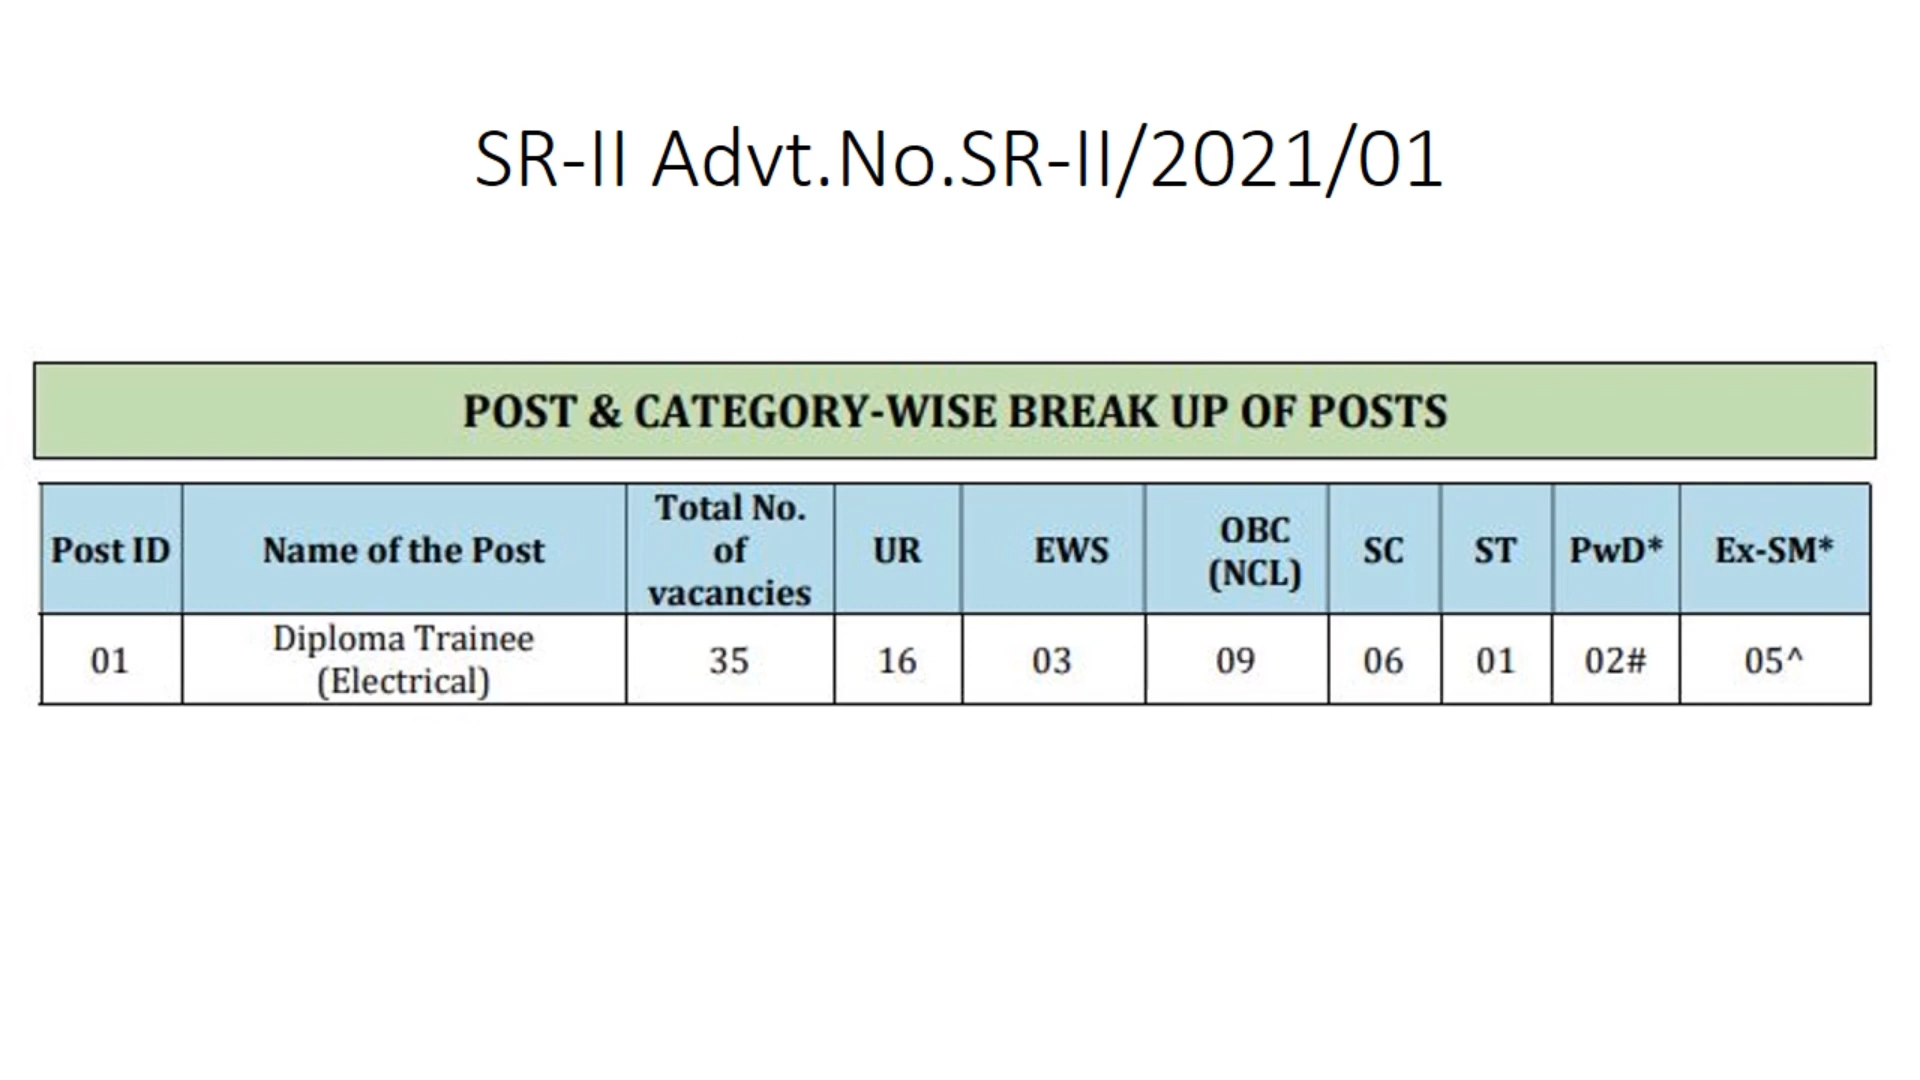 SR-II Advt.No.SR-II/2021/01
POST & CATEGORY-WISE BREAK UP OF POSTS
Post ID
Name of the Post
Total No.
of
vacancies
UR
EWS
OBC
(NCL)
SC
ST
PwD*
Ex-SM*
01
Diploma Trainee
(Electrical)
35
16
03
09
06
01
02#
05^